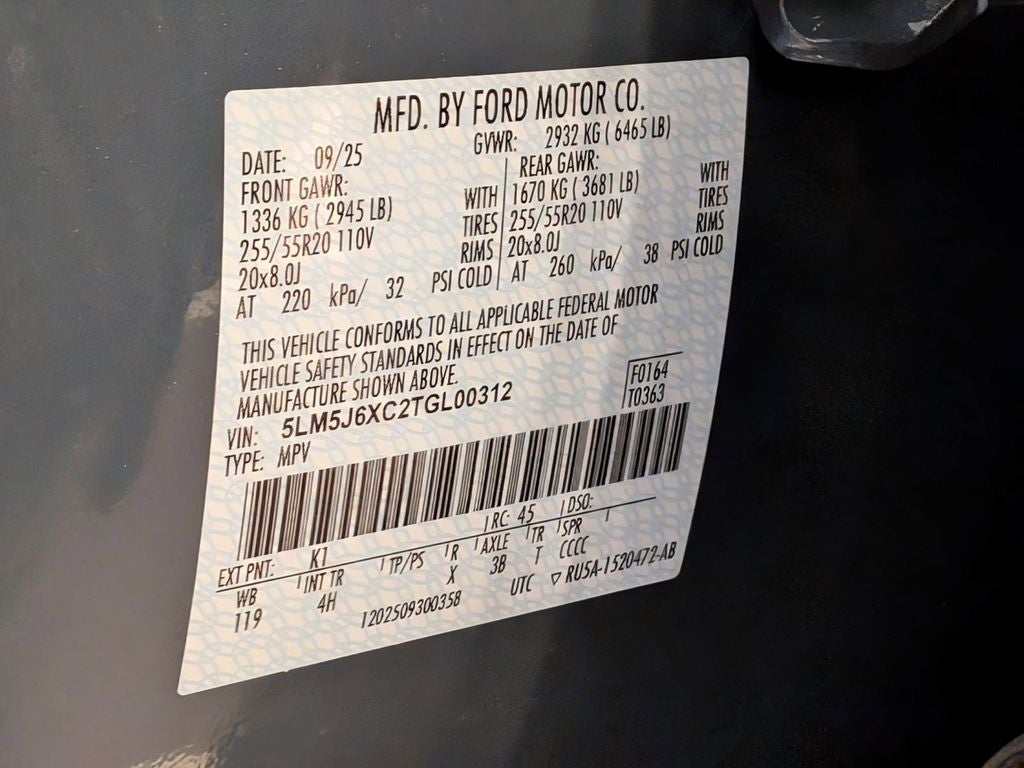 MFD. BY FORD MOTOR CO.
DATE: 09/25 GVWR: 2932 KG ( 6465 LB)
FRONT GAWR: REAR GAWR:
1336 KG ( 2945 LB) WITH 1670 KG ( 3681 LB) WITH
255/55R20 110V TIRES 255/55R20 110V TIRES
20x8.0J RIMS 20x8.0J RIMS
AT 220 kPa/ 32 PSI COLD AT 260 kPa/ 38 PSI COLD
THIS VEHICLE CONFORMS TO ALL APPLICABLE FEDERAL MOTOR
VEHICLE SAFETY STANDARDS IN EFFECT ON THE DATE OF
MANUFACTURE SHOWN ABOVE.
F0164
VIN: 5LM5J6XC2TGL00312
T0363
TYPE: MPV
EXT PNT: K1 RC: 45 DSO:
WB INT TR TP/PS R AXLE TR SPR
119 4H X 3B T CCCC
1202509300358 UTC ▽ RU5A-1520472-AB